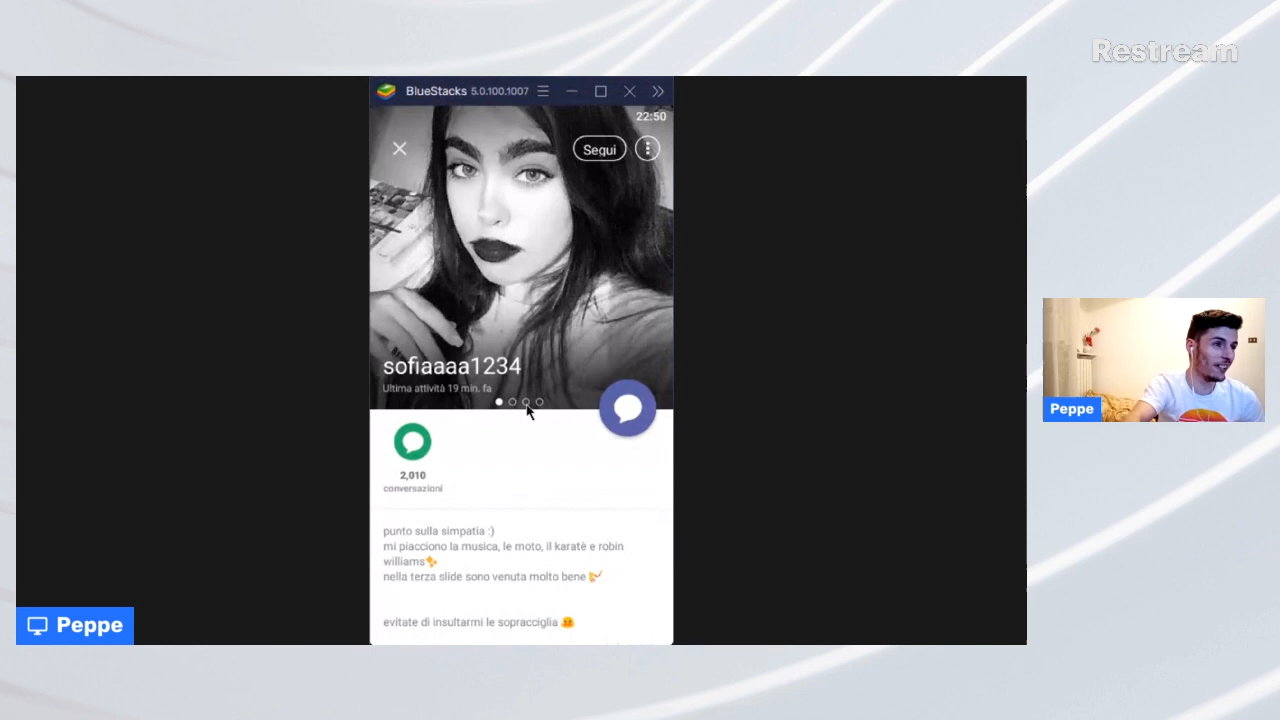 Restream
BlueStacks 5.0.100.1007
22:50
Segui
sofiaaaa1234
Ultima attività 19 min. fa
2,010
conversazioni
punto sulla simpatia :)
mi piacciono la musica, le moto, il karatè e robin
williams✨
nella terza slide sono venuta molto bene
evitate di insultarmi le sopracciglia 🤗
Peppe
Peppe